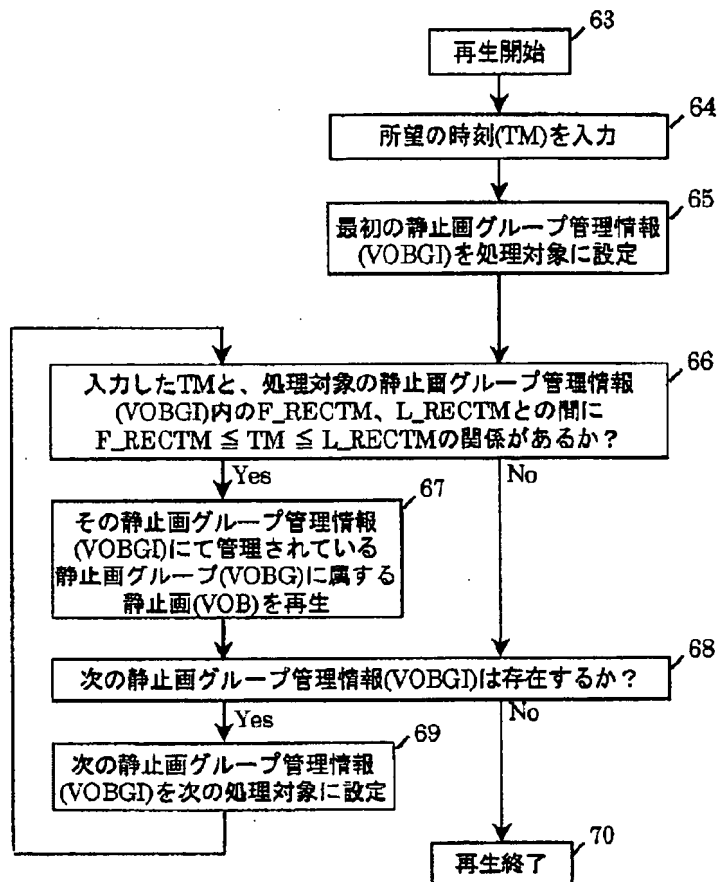 63
再生開始
64
所望の時刻(TM)を入力
65
最初の静止画グループ管理情報
(VOBGI)を処理対象に設定
66
入力したTMと、処理対象の静止画グループ管理情報
(VOBGI)内のF_RECTM、L_RECTMとの間に
F_RECTM ≦ TM ≦ L_RECTMの関係があるか？
Yes
No
67
その静止画グループ管理情報
(VOBGI)にて管理されている
静止画グループ(VOBG)に属する
静止画(VOB)を再生
68
次の静止画グループ管理情報(VOBGI)は存在するか？
Yes
No
69
次の静止画グループ管理情報
(VOBGI)を次の処理対象に設定
70
再生終了